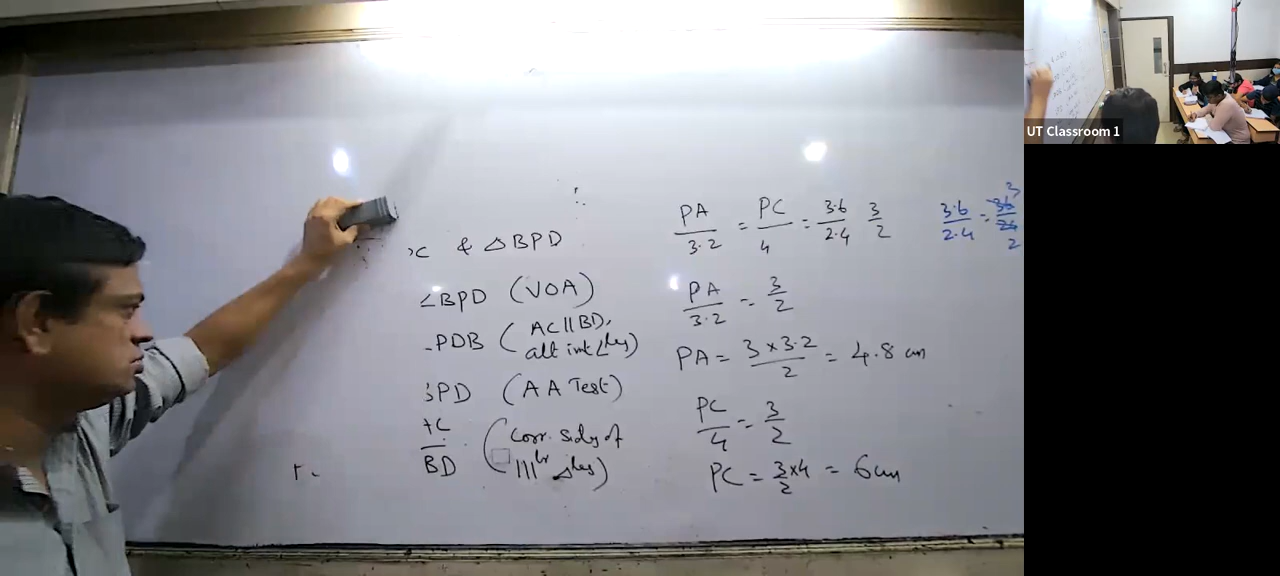 & △BPD
∠BPD (VOA)
PDB (AC || BD, alt int ∠les)
PD (AA Test)
C/BD (Corr. sides of |||lr △les)
PA/3.2 = PC/4 = 3.6/2.4 3/2
PA/3.2 = 3/2
PA = 3 × 3.2/2 = 4.8 cm
PC/4 = 3/2
PC = 3/2 × 4 = 6 cm
3.6/2.4 = 36/24 3/2
UT Classroom 1